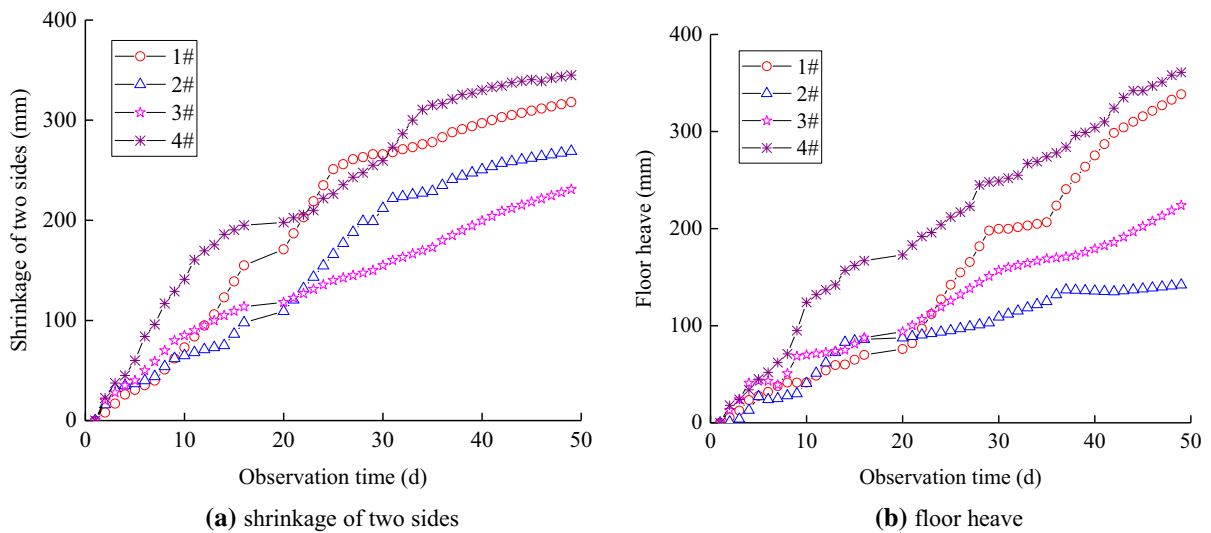 400
300
200
100
0
Shrinkage of two sides (mm)
1#
2#
3#
4#
0 10 20 30 40 50
Observation time (d)
(a) shrinkage of two sides
400
300
200
100
0
Floor heave (mm)
1#
2#
3#
4#
0 10 20 30 40 50
Observation time (d)
(b) floor heave